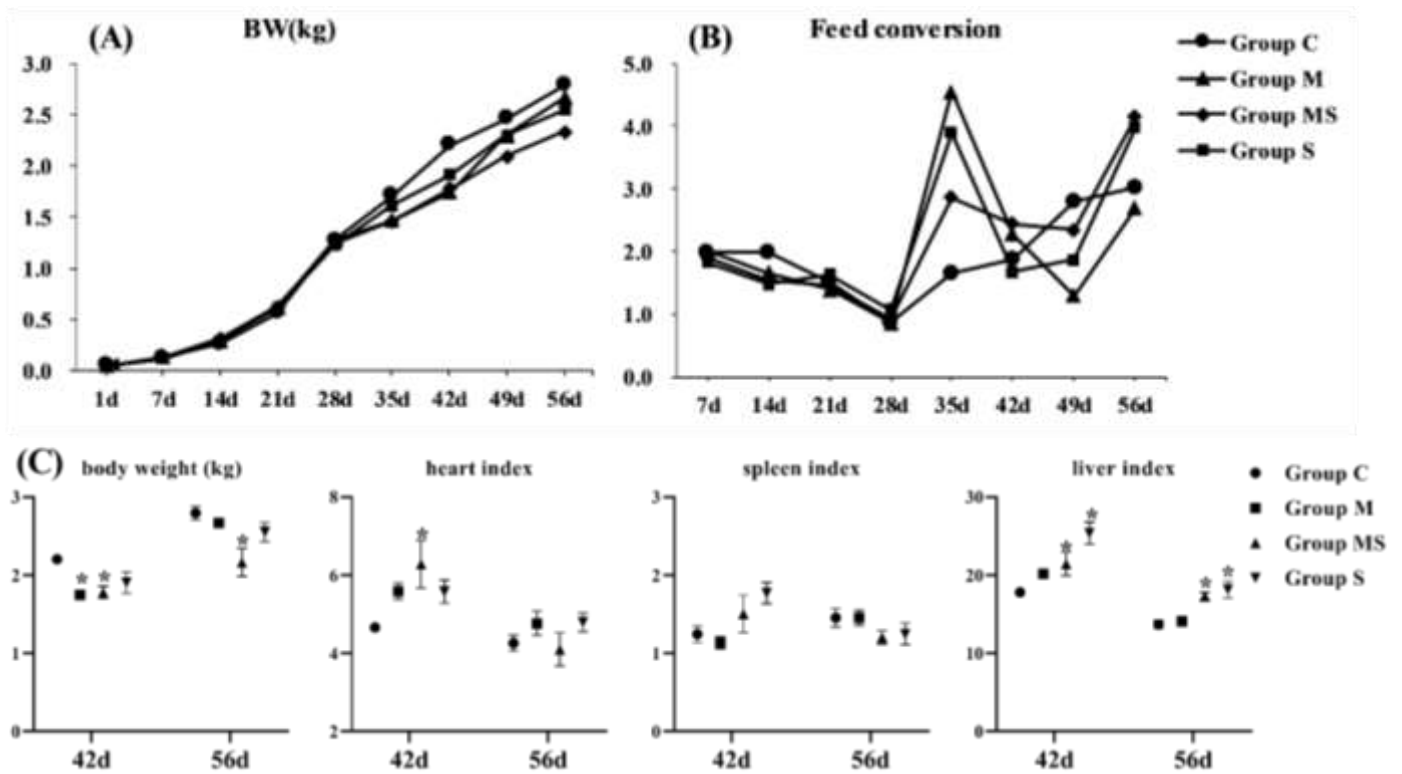 (A) BW(kg)
3.0
2.5
2.0
1.5
1.0
0.5
0.0
1d 7d 14d 21d 28d 35d 42d 49d 56d
(B) Feed conversion
5.0
4.0
3.0
2.0
1.0
0.0
7d 14d 21d 28d 35d 42d 49d 56d
Group C
Group M
Group MS
Group S
(C) body weight (kg)
3
2
1
0
* * *
42d 56d
heart index
8
6
4
2
*
42d 56d
spleen index
3
2
1
0
42d 56d
liver index
30
20
10
0
* * * *
42d 56d
Group C
Group M
Group MS
Group S